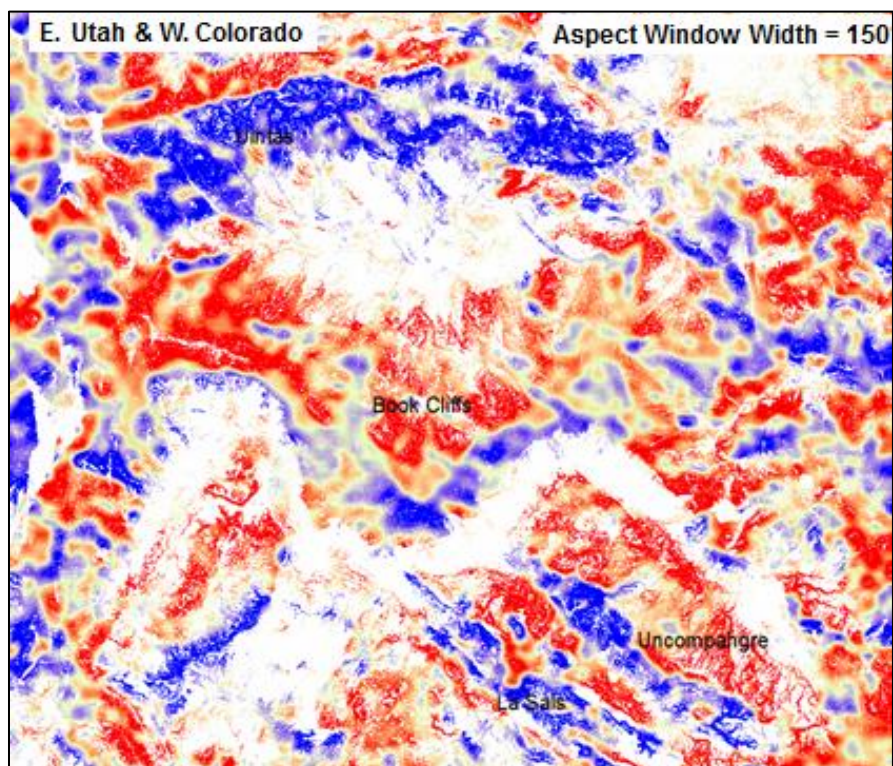 E. Utah & W. Colorado
Aspect Window Width = 150
Uintas
Book Cliffs
Uncompahgre
La Sals